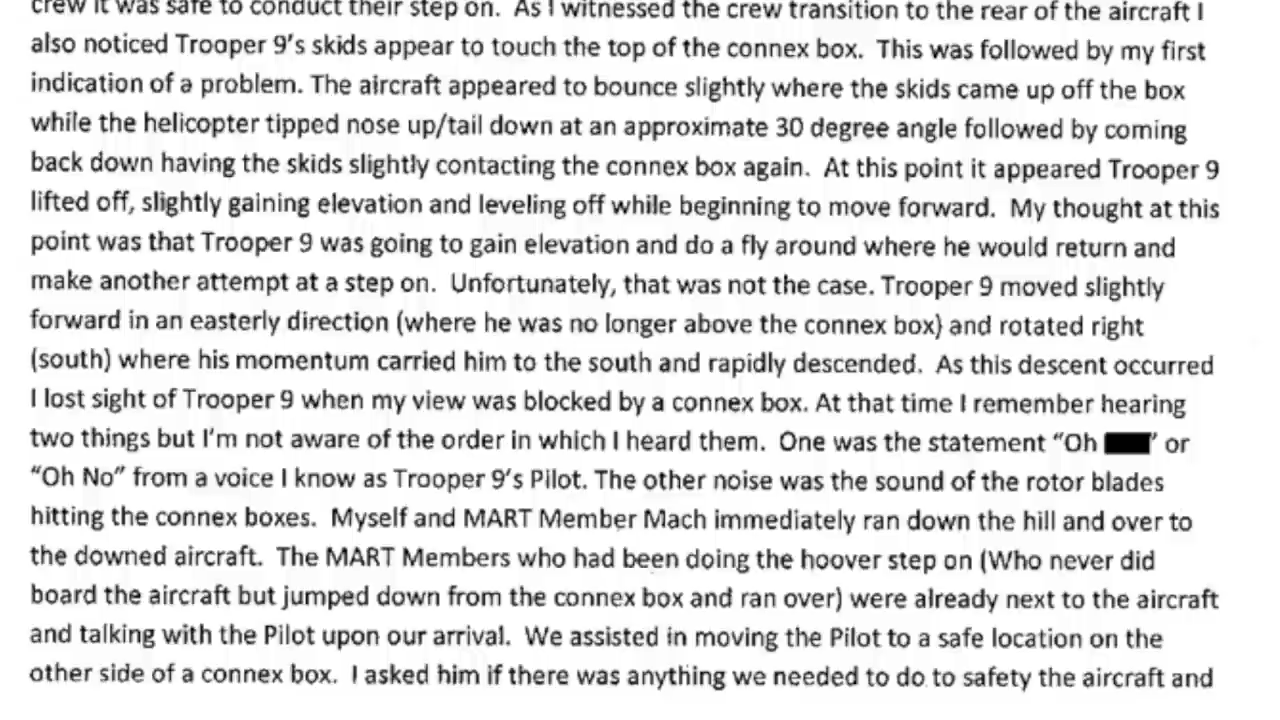 crew it was safe to conduct their step on.  As I witnessed the crew transition to the rear of the aircraft I
also noticed Trooper 9's skids appear to touch the top of the connex box.  This was followed by my first
indication of a problem. The aircraft appeared to bounce slightly where the skids came up off the box
while the helicopter tipped nose up/tail down at an approximate 30 degree angle followed by coming
back down having the skids slightly contacting the connex box again.  At this point it appeared Trooper 9
lifted off, slightly gaining elevation and leveling off while beginning to move forward.  My thought at this
point was that Trooper 9 was going to gain elevation and do a fly around where he would return and
make another attempt at a step on.  Unfortunately, that was not the case. Trooper 9 moved slightly
forward in an easterly direction (where he was no longer above the connex box) and rotated right
(south) where his momentum carried him to the south and rapidly descended.  As this descent occurred
I lost sight of Trooper 9 when my view was blocked by a connex box. At that time I remember hearing
two things but I'm not aware of the order in which I heard them.  One was the statement "Oh ' or
"Oh No" from a voice I know as Trooper 9's Pilot. The other noise was the sound of the rotor blades
hitting the connex boxes.  Myself and MART Member Mach immediately ran down the hill and over to
the downed aircraft.  The MART Members who had been doing the hoover step on (Who never did
board the aircraft but jumped down from the connex box and ran over) were already next to the aircraft
and talking with the Pilot upon our arrival.  We assisted in moving the Pilot to a safe location on the
other side of a connex box.  I asked him if there was anything we needed to do to safety the aircraft and